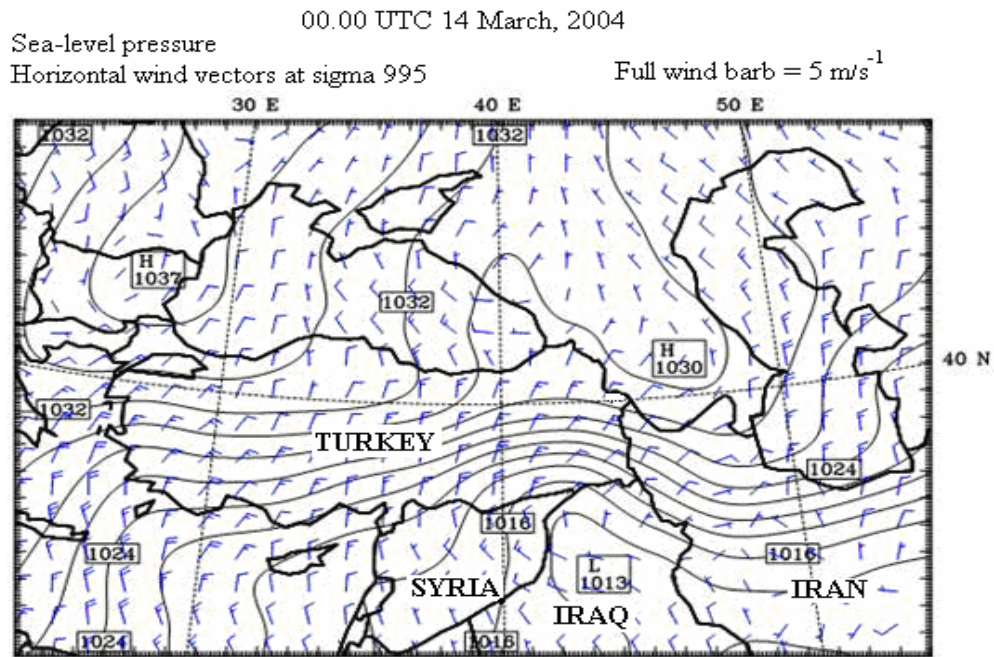 00.00 UTC 14 March, 2004
Sea-level pressure
Horizontal wind vectors at sigma 995
Full wind barb = 5 m/s⁻¹
30 E 40 E 50 E
1032 1032
H
1037
1032
H
1030
40 N
1032
TURKEY
1024
1016
1024 1016
L
1013
SYRIA IRAN
IRAQ
1024 1016